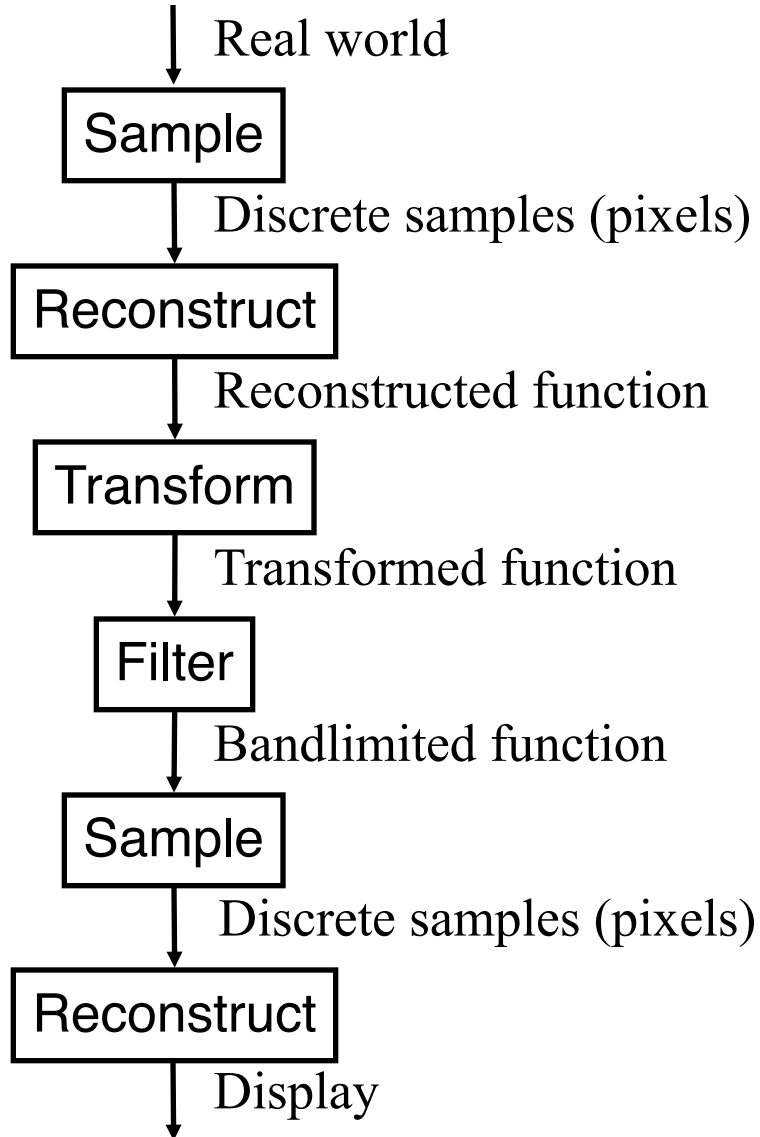 Real world
Sample
Discrete samples (pixels)
Reconstruct
Reconstructed function
Transform
Transformed function
Filter
Bandlimited function
Sample
Discrete samples (pixels)
Reconstruct
Display